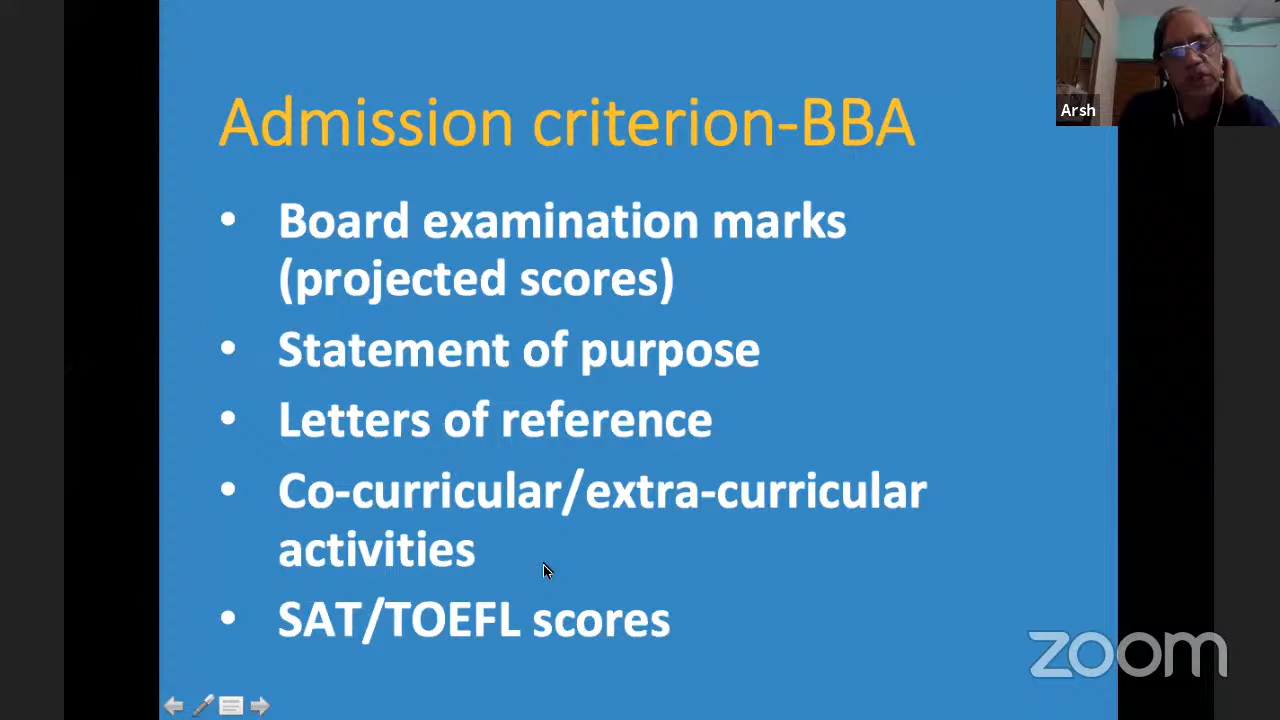 Admission criterion-BBA
• Board examination marks
(projected scores)
• Statement of purpose
• Letters of reference
• Co-curricular/extra-curricular
activities
• SAT/TOEFL scores
Arsh
zoom